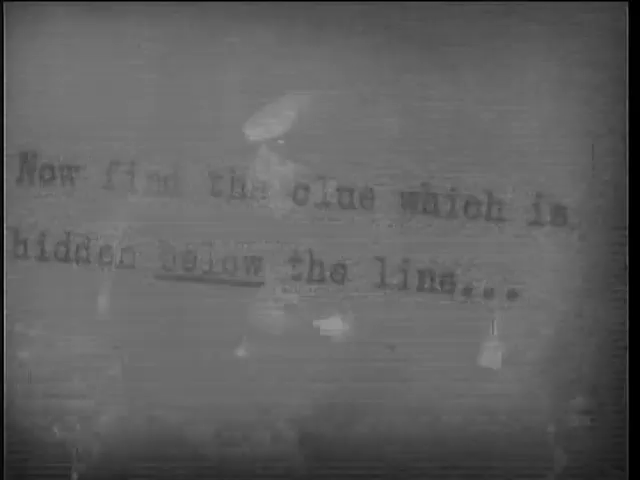 Now find the clue which is
hidden below the line...